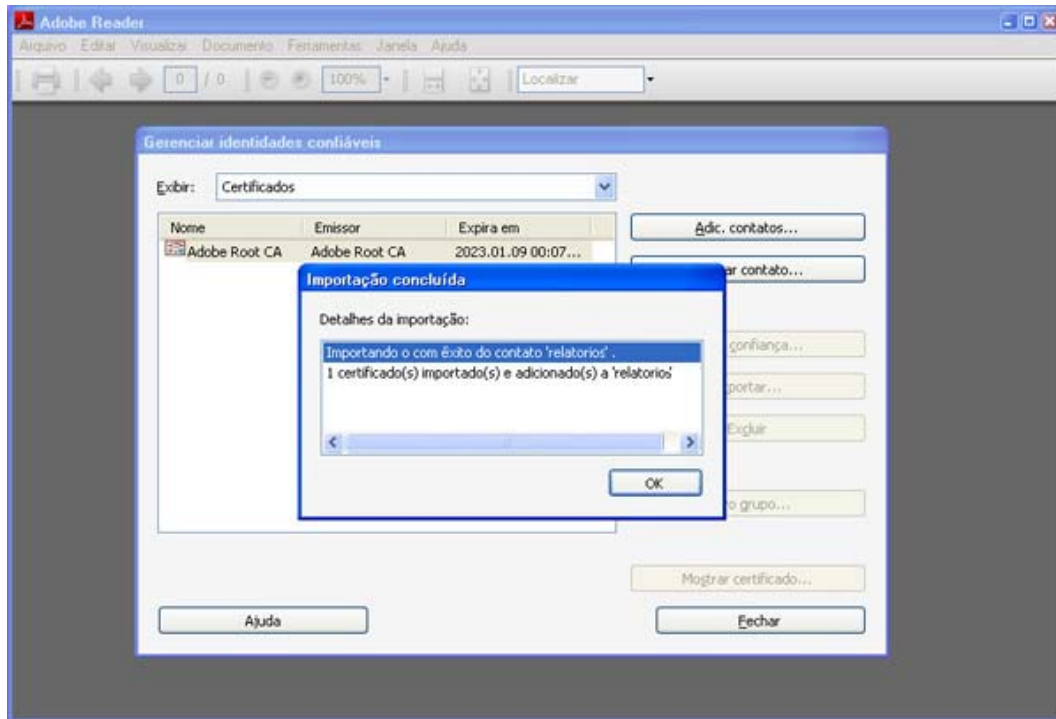 Adobe Reader
Arquivo Editar Visualizar Documento Ferramentas Janela Ajuda
0 / 0 100% Localizar
Gerenciar identidades confiáveis
Exibir: Certificados
Nome Emissor Expira em
Adobe Root CA Adobe Root CA 2023.01.09 00:07...
Adic. contatos...
ar contato...
Importação concluída
Detalhes da importação:
Importando o com êxito do contato 'relatorios' .
1 certificado(s) importado(s) e adicionado(s) a 'relatorios'
OK
confiança...
portar...
Excluir
o grupo...
Mostrar certificado...
Ajuda
Fechar